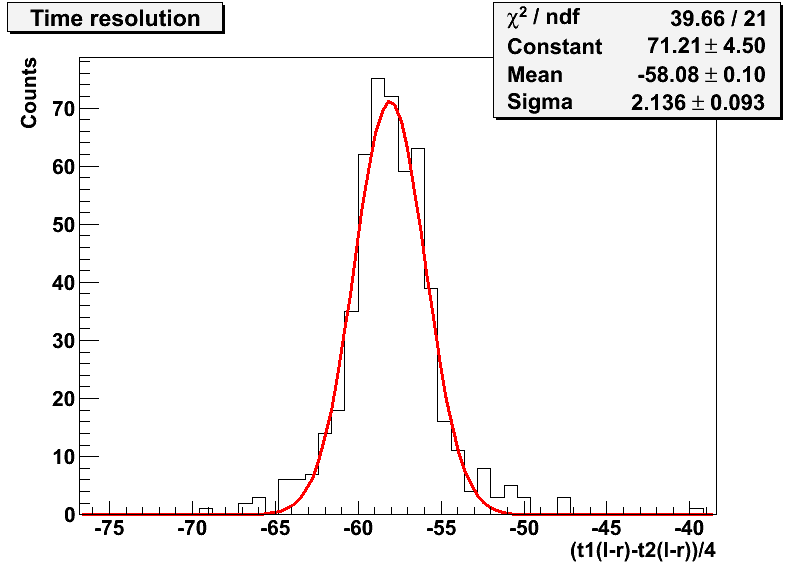 Time resolution
χ² / ndf 39.66 / 21
Constant 71.21 ± 4.50
Mean -58.08 ± 0.10
Sigma 2.136 ± 0.093
Counts
70
60
50
40
30
20
10
0
-75 -70 -65 -60 -55 -50 -45 -40
(t1(l-r)-t2(l-r))/4